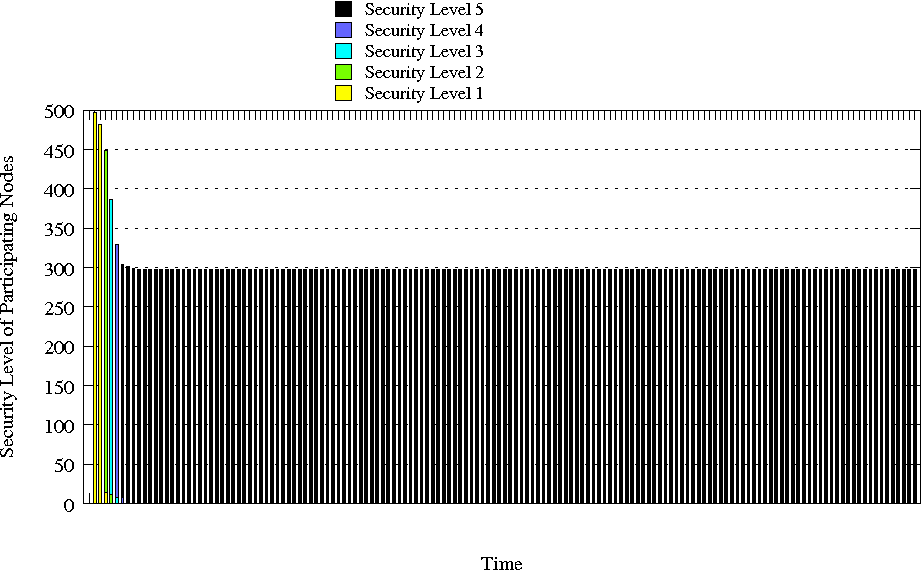 Security Level 5
Security Level 4
Security Level 3
Security Level 2
Security Level 1
500
450
400
350
300
250
200
150
100
50
0
Security Level of Participating Nodes
Time